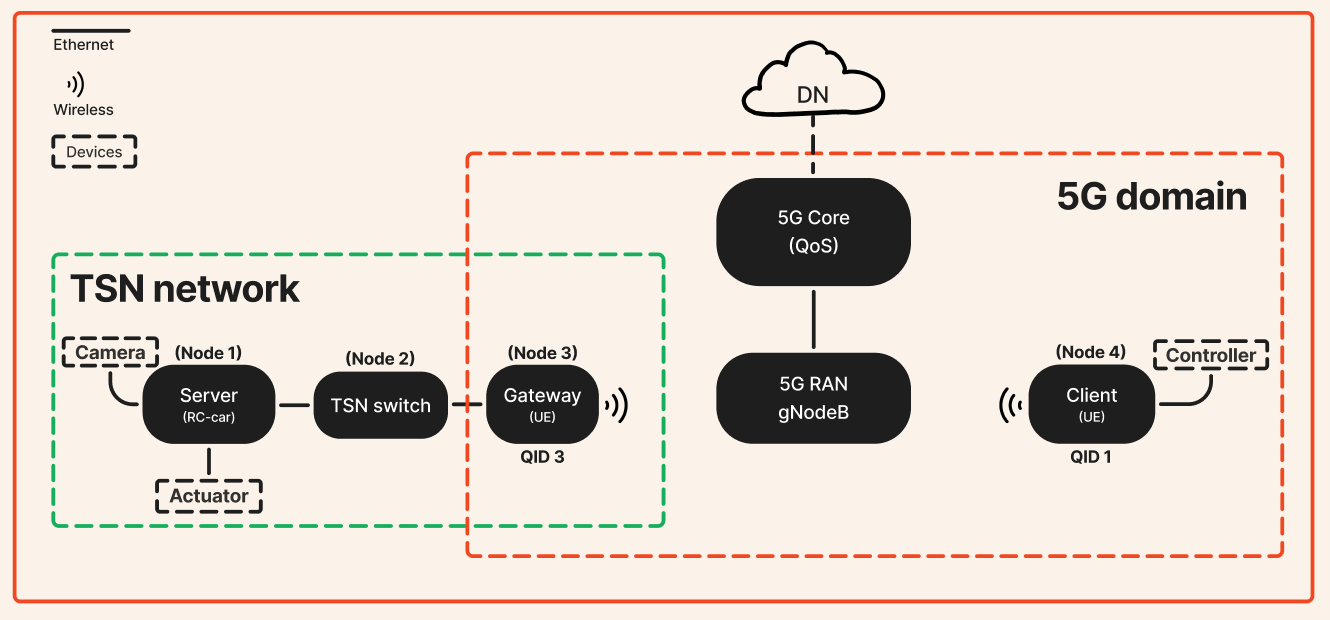 Ethernet
Wireless
Devices
DN
5G domain
5G Core
(QoS)
TSN network
Camera
(Node 1)
(Node 2)
(Node 3)
(Node 4)
Controller
Server
(RC-car)
TSN switch
Gateway
(UE)
5G RAN
gNodeB
Client
(UE)
QID 3
QID 1
Actuator